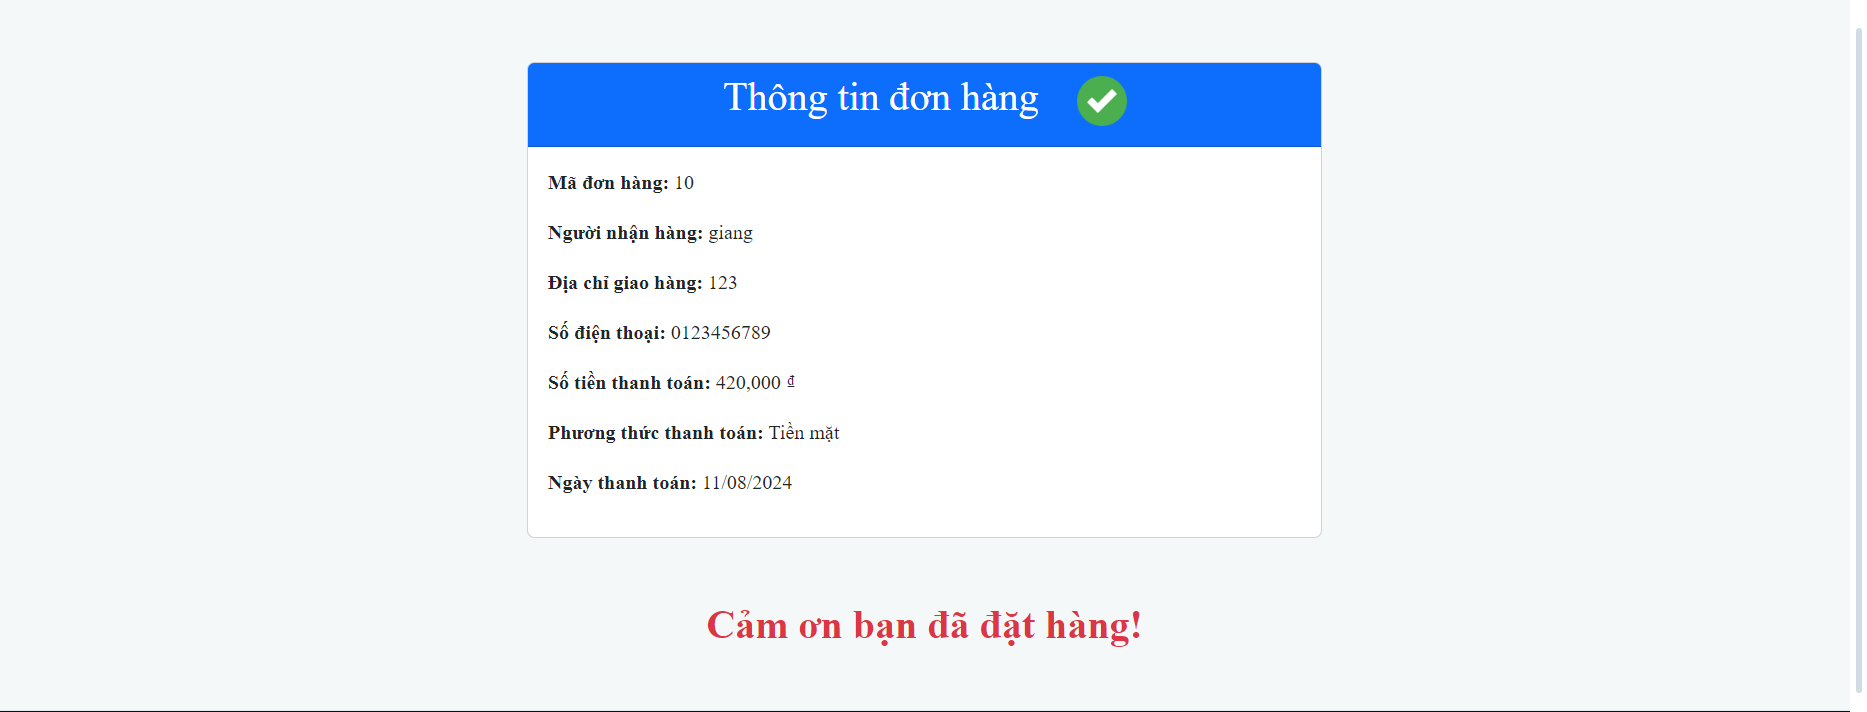 Thông tin đơn hàng
Mã đơn hàng: 10
Người nhận hàng: giang
Địa chỉ giao hàng: 123
Số điện thoại: 0123456789
Số tiền thanh toán: 420,000 ₫
Phương thức thanh toán: Tiền mặt
Ngày thanh toán: 11/08/2024
Cảm ơn bạn đã đặt hàng!